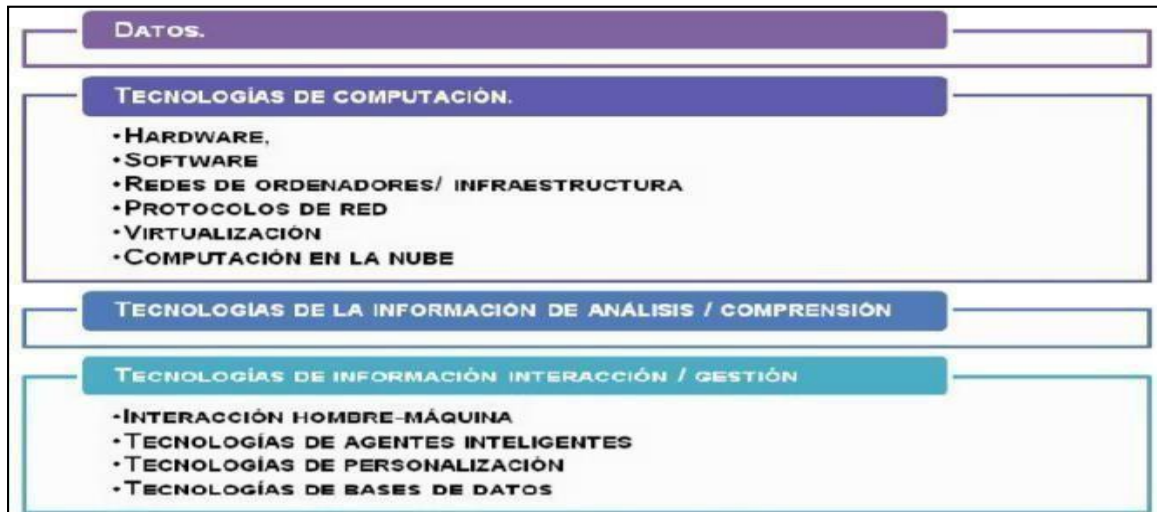 DATOS.
TECNOLOGÍAS DE COMPUTACIÓN.
•HARDWARE,
•SOFTWARE
•REDES DE ORDENADORES/ INFRAESTRUCTURA
•PROTOCOLOS DE RED
•VIRTUALIZACIÓN
•COMPUTACIÓN EN LA NUBE
TECNOLOGÍAS DE LA INFORMACIÓN DE ANÁLISIS / COMPRENSIÓN
TECNOLOGÍAS DE INFORMACIÓN INTERACCIÓN / GESTIÓN
•INTERACCIÓN HOMBRE-MÁQUINA
•TECNOLOGÍAS DE AGENTES INTELIGENTES
•TECNOLOGÍAS DE PERSONALIZACIÓN
•TECNOLOGÍAS DE BASES DE DATOS